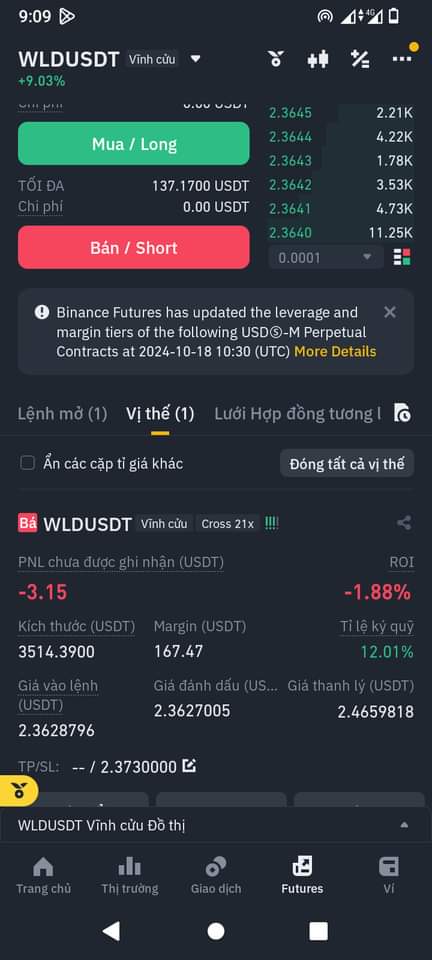 9:09
4G
WLDUSDT Vĩnh cửu
+9.03%
2.3645 2.21K
Mua / Long
2.3644 4.22K
2.3643 1.78K
TỐI ĐA 137.1700 USDT
2.3642 3.53K
Chi phí 0.00 USDT
2.3641 4.73K
Bán / Short
2.3640 11.25K
0.0001
Binance Futures has updated the leverage and
margin tiers of the following USDⓈ-M Perpetual
Contracts at 2024-10-18 10:30 (UTC) More Details
Lệnh mở (1) Vị thế (1) Lưới Hợp đồng tương l
Ẩn các cặp tỉ giá khác Đóng tất cả vị thế
Bá WLDUSDT Vĩnh cửu Cross 21x !!!!
PNL chưa được ghi nhận (USDT) ROI
-3.15 -1.88%
Kích thước (USDT) Margin (USDT) Tỉ lệ ký quỹ
3514.3900 167.47 12.01%
Giá vào lệnh (USDT) Giá đánh dấu (US... Giá thanh lý (USDT)
2.3628796 2.3627005 2.4659818
TP/SL: -- / 2.3730000
WLDUSDT Vĩnh cửu Đồ thị
Trang chủ Thị trường Giao dịch Futures Ví